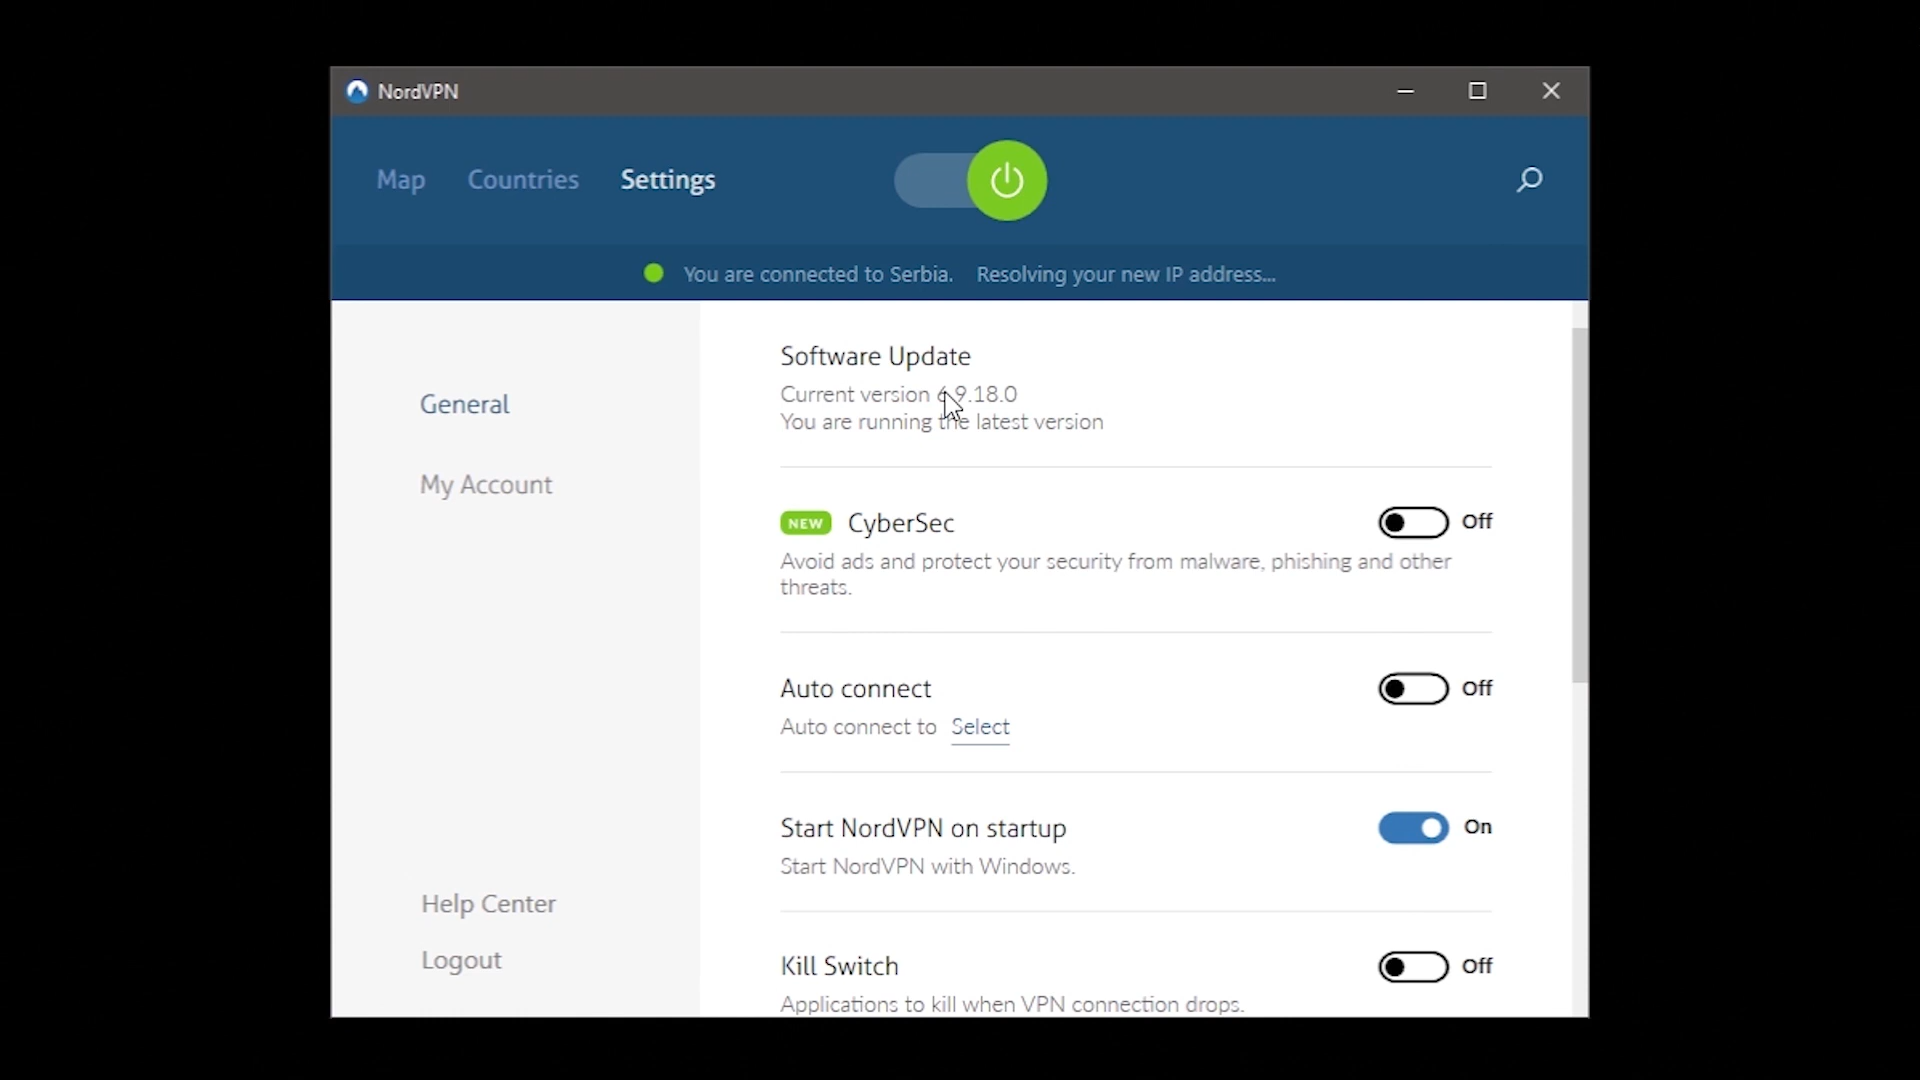 NordVPN
Map Countries Settings
You are connected to Serbia. Resolving your new IP address...
General
My Account
Help Center
Logout
Software Update
Current version 6.9.18.0
You are running the latest version
NEW CyberSec Off
Avoid ads and protect your security from malware, phishing and other
threats.
Auto connect Off
Auto connect to Select
Start NordVPN on startup On
Start NordVPN with Windows.
Kill Switch Off
Applications to kill when VPN connection drops.